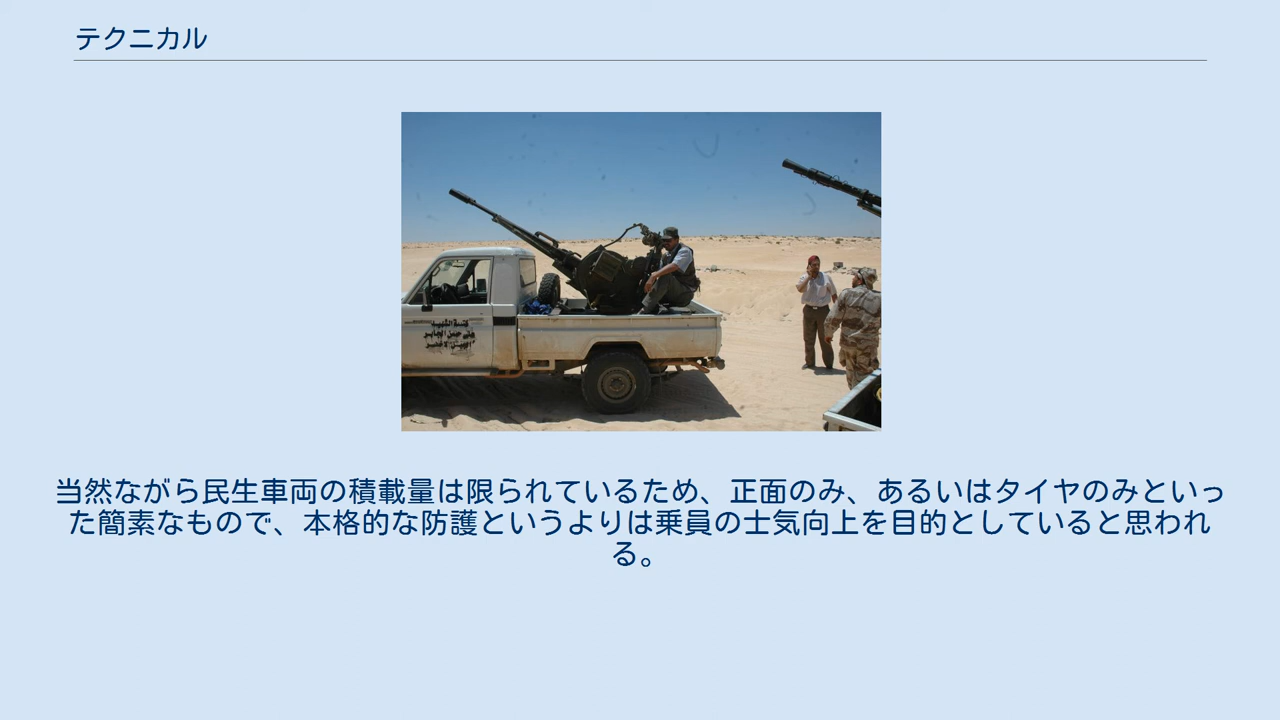 テクニカル
当然ながら民生車両の積載量は限られているため、正面のみ、あるいはタイヤのみといっ
た簡素なもので、本格的な防護というよりは乗員の士気向上を目的としていると思われ
る。